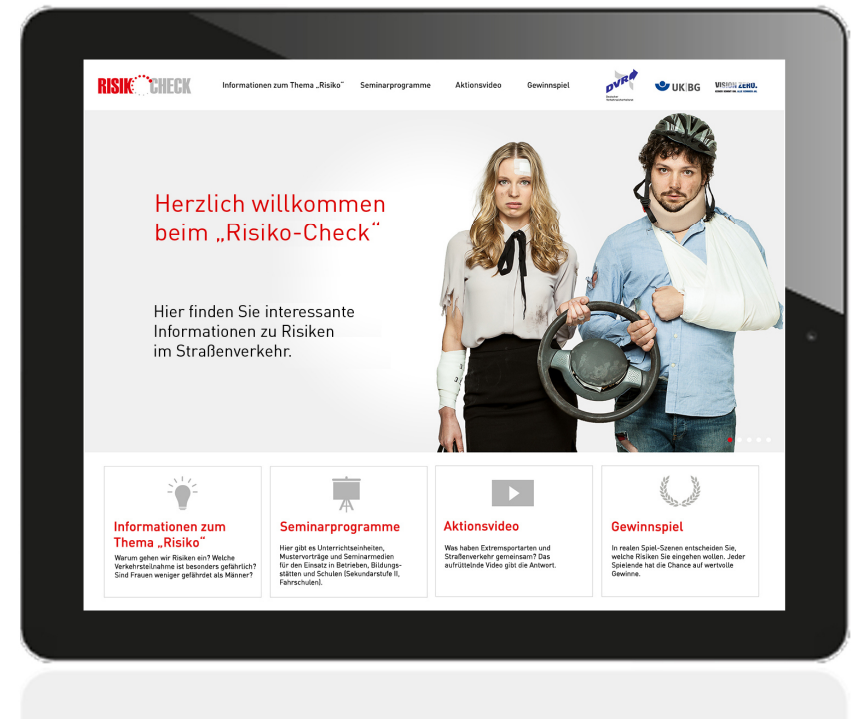 RISIK CHECK
Informationen zum Thema „Risiko“ Seminarprogramme Aktionsvideo Gewinnspiel
DVR
Deutscher
Verkehrssicherheitsrat
UK|BG
VISION ZERO.
Herzlich willkommen
beim „Risiko-Check“
Hier finden Sie interessante
Informationen zu Risiken
im Straßenverkehr.
Informationen zum
Thema „Risiko“
Warum gehen wir Risiken ein? Welche
Verkehrsteilnahme ist besonders gefährlich?
Sind Frauen weniger gefährdet als Männer?
Seminarprogramme
Hier gibt es Unterrichtseinheiten,
Mustervorträge und Seminarmedien
für den Einsatz in Betrieben, Bildungs-
stätten und Schulen (Sekundarstufe II,
Fahrschulen).
Aktionsvideo
Was haben Extremsportarten und
Straßenverkehr gemeinsam? Das
aufrüttelnde Video gibt die Antwort.
Gewinnspiel
In realen Spiel-Szenen entscheiden Sie,
welche Risiken Sie eingehen wollen. Jeder
Spielende hat die Chance auf wertvolle
Gewinne.